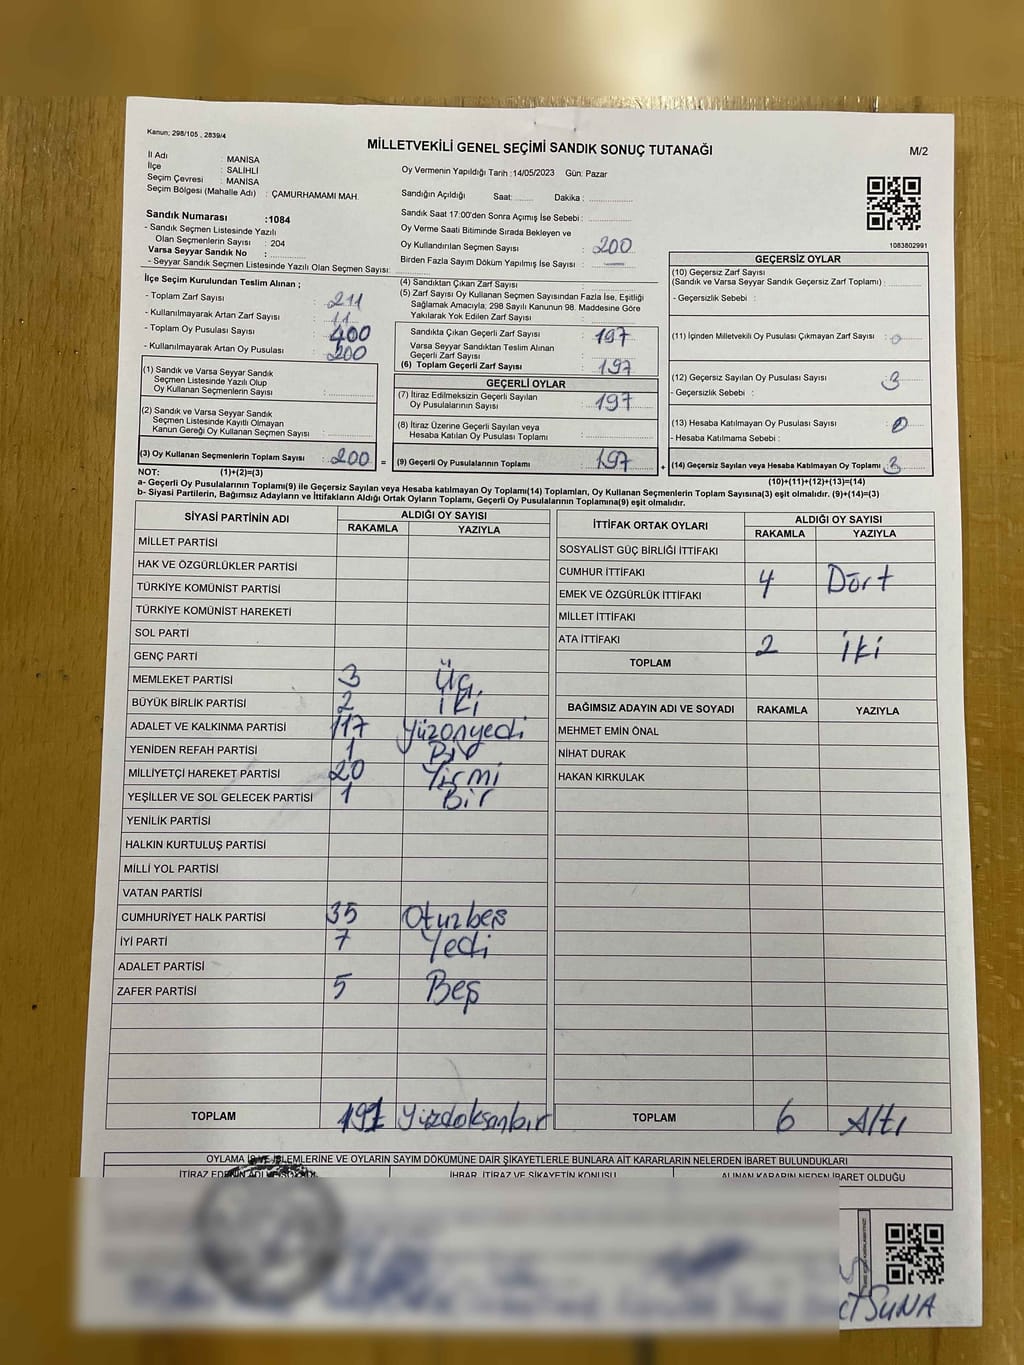 Kanun; 298/105 , 2839/4
MİLLETVEKİLİ GENEL SEÇİMİ SANDIK SONUÇ TUTANAĞI
M/2
İl Adı : MANİSA
İlçe : SALİHLİ
Seçim Çevresi : MANİSA
Seçim Bölgesi (Mahalle Adı) : ÇAMURHAMAMI MAH.
Sandık Numarası :1084
- Sandık Seçmen Listesinde Yazılı
Olan Seçmenlerin Sayısı : 204
Varsa Seyyar Sandık No :
- Seyyar Sandık Seçmen Listesinde Yazılı Olan Seçmen Sayısı:
Oy Vermenin Yapıldığı Tarih :14/05/2023 Gün: Pazar
Sandığın Açıldığı Saat: Dakika :
Sandık Saat 17:00'den Sonra Açımış İse Sebebi :
Oy Verme Saati Bitiminde Sırada Bekleyen ve
Oy Kullandırılan Seçmen Sayısı : 200
Birden Fazla Sayım Döküm Yapılmış İse Sayısı : —
1083802991
İlçe Seçim Kurulundan Teslim Alınan ;
- Toplam Zarf Sayısı : 211
- Kullanılmayarak Artan Zarf Sayısı : 11
- Toplam Oy Pusulası Sayısı : 400
- Kullanılmayarak Artan Oy Pusulası : 200
(1) Sandık ve Varsa Seyyar Sandık
Seçmen Listesinde Yazılı Olup
Oy Kullanan Seçmenlerin Sayısı :
(2) Sandık ve Varsa Seyyar Sandık
Seçmen Listesinde Kayıtlı Olmayan
Kanun Gereği Oy Kullanan Seçmen Sayısı :
(3) Oy Kullanan Seçmenlerin Toplam Sayısı : 200 =
(4) Sandıktan Çıkan Zarf Sayısı :
(5) Zarf Sayısı Oy Kullanan Seçmen Sayısından Fazla İse, Eşitliği
Sağlamak Amacıyla; 298 Sayılı Kanunun 98. Maddesine Göre
Yakılarak Yok Edilen Zarf Sayısı :
Sandıkta Çıkan Geçerli Zarf Sayısı : 197
Varsa Seyyar Sandıktan Teslim Alınan
Geçerli Zarf Sayısı :
(6) Toplam Geçerli Zarf Sayısı : 197
GEÇERLİ OYLAR
(7) İtiraz Edilmeksizin Geçerli Sayılan
Oy Pusulalarının Sayısı : 197
(8) İtiraz Üzerine Geçerli Sayılan veya
Hesaba Katılan Oy Pusulası Toplamı :
(9) Geçerli Oy Pusulalarının Toplamı : 197 +
GEÇERSİZ OYLAR
(10) Geçersiz Zarf Sayısı
(Sandık ve Varsa Seyyar Sandık Geçersiz Zarf Toplamı) :
- Geçersizlik Sebebi :
(11) İçinden Milletvekili Oy Pusulası Çıkmayan Zarf Sayısı : 0
(12) Geçersiz Sayılan Oy Pusulası Sayısı : 3
- Geçersizlik Sebebi :
(13) Hesaba Katılmayan Oy Pusulası Sayısı : 0
- Hesaba Katılmama Sebebi :
(14) Geçersiz Sayılan veya Hesaba Katılmayan Oy Toplamı : 3
NOT: (1)+(2)=(3)
(10)+(11)+(12)+(13)=(14)
a- Geçerli Oy Pusulaları Toplamı(9) ile Geçersiz Sayılan veya Hesaba katılmayan Oy Toplamı(14) Toplamları, Oy Kullanan Seçmenlerin Toplam Sayısına(3) eşit olmalıdır. (9)+(14)=(3)
b- Siyasi Partilerin, Bağımsız Adayların ve İttifakların Aldığı Ortak Oyların Toplamı, Geçerli Oy Pusulalarının Toplamına(9) eşit olmalıdır.
SİYASİ PARTİNİN ADI ALDIĞI OY SAYISI
RAKAMLA YAZIYLA
MİLLET PARTİSİ
HAK VE ÖZGÜRLÜKLER PARTİSİ
TÜRKİYE KOMÜNİST PARTİSİ
TÜRKİYE KOMÜNİST HAREKETİ
SOL PARTİ
GENÇ PARTİ
MEMLEKET PARTİSİ 3 Üç
BÜYÜK BİRLİK PARTİSİ 2 İki
ADALET VE KALKINMA PARTİSİ 117 Yüzonyedi
YENİDEN REFAH PARTİSİ 1 Bir
MİLLİYETÇİ HAREKET PARTİSİ 20 Yirmi
YEŞİLLER VE SOL GELECEK PARTİSİ 1 Bir
YENİLİK PARTİSİ
HALKIN KURTULUŞ PARTİSİ
MİLLİ YOL PARTİSİ
VATAN PARTİSİ
CUMHURİYET HALK PARTİSİ 35 Otuzbeş
İYİ PARTİ 7 Yedi
ADALET PARTİSİ
ZAFER PARTİSİ 5 Beş
TOPLAM 191 Yüzdoksanbir
İTTİFAK ORTAK OYLARI ALDIĞI OY SAYISI
RAKAMLA YAZIYLA
SOSYALİST GÜÇ BİRLİĞİ İTTİFAKI
CUMHUR İTTİFAKI 4 Dört
EMEK VE ÖZGÜRLÜK İTTİFAKI
MİLLET İTTİFAKI
ATA İTTİFAKI 2 İki
TOPLAM
BAĞIMSIZ ADAYIN ADI VE SOYADI RAKAMLA YAZIYLA
MEHMET EMİN ÖNAL
NİHAT DURAK
HAKAN KIRKULAK
TOPLAM 6 Altı
OYLAMA İŞ VE İŞLEMLERİNE VE OYLARIN SAYIM DÖKÜMÜNE DAİR ŞİKAYETLERLE BUNLARA AİT KARARLARIN NELERDEN İBARET BULUNDUKLARI
İTİRAZ EDENİN ADI VE SOYADI İHBAR, İTİRAZ VE ŞİKAYETİN KONUSU ALINAN KARARIN NEDEN İBARET OLDUĞU
SUNA